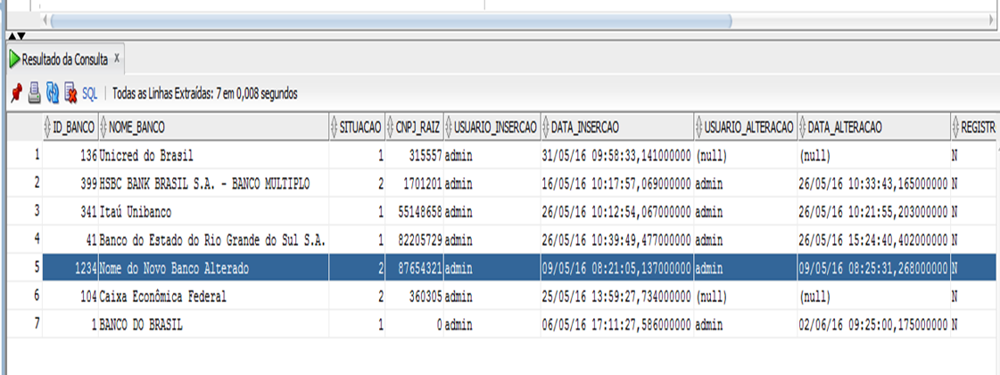 Resultado da Consulta x
SQL | Todas as Linhas Extraídas: 7 em 0,008 segundos
ID_BANCO NOME_BANCO SITUACAO CNPJ_RAIZ USUARIO_INSERCAO DATA_INSERCAO USUARIO_ALTERACAO DATA_ALTERACAO REGISTR
1 136 Unicred do Brasil 1 315557 admin 31/05/16 09:58:33,141000000 (null) (null) N
2 399 HSBC BANK BRASIL S.A. - BANCO MULTIPLO 2 1701201 admin 16/05/16 10:17:57,069000000 admin 26/05/16 10:33:43,165000000 N
3 341 Itaú Unibanco 1 55148658 admin 26/05/16 10:12:54,067000000 admin 26/05/16 10:21:55,203000000 N
4 41 Banco do Estado do Rio Grande do Sul S.A. 1 82205729 admin 26/05/16 10:39:49,477000000 admin 26/05/16 15:24:40,402000000 N
5 1234 Nome do Novo Banco Alterado 2 87654321 admin 09/05/16 08:21:05,137000000 admin 09/05/16 08:25:31,268000000 N
6 104 Caixa Econômica Federal 2 360305 admin 25/05/16 13:59:27,734000000 (null) (null) N
7 1 BANCO DO BRASIL 1 0 admin 06/05/16 17:11:27,586000000 admin 02/06/16 09:25:00,175000000 N